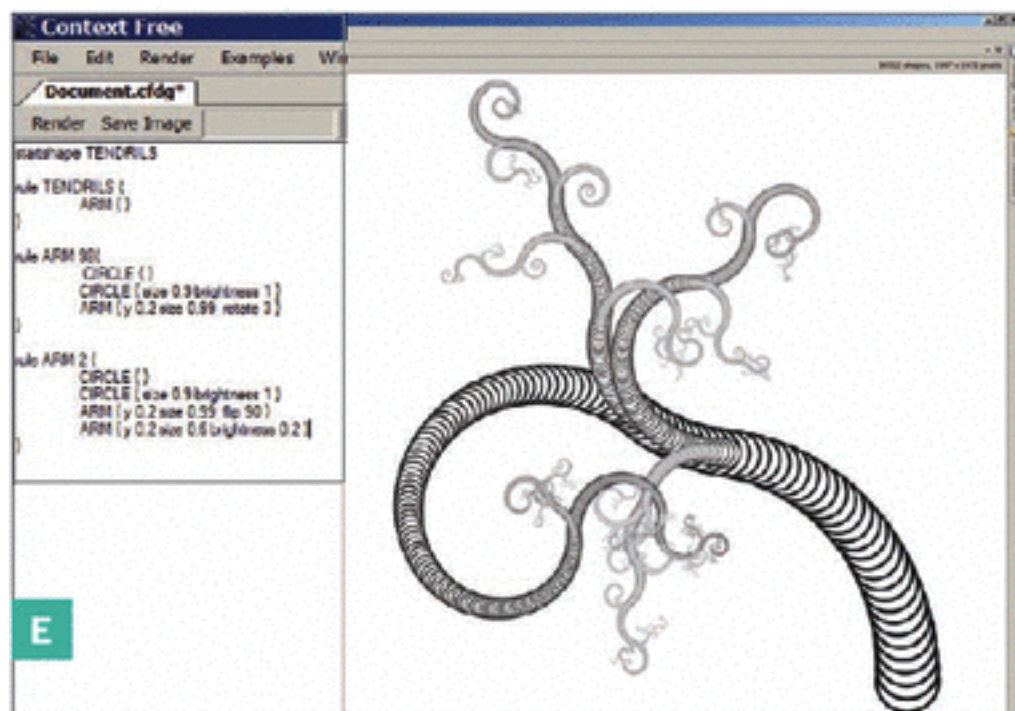 Context Free
File Edit Render Examples Win
Document.cfdg*
Render Save Image
startshape TENDRILS
rule TENDRILS {
ARM { }
}
rule ARM 98{
CIRCLE { }
CIRCLE { size 0.9 brightness 1 }
ARM { y 0.2 size 0.99 rotate 3 }
}
rule ARM 2 {
CIRCLE { }
CIRCLE { size 0.9 brightness 1 }
ARM { y 0.2 size 0.99 flip 90 }
ARM { y 0.2 size 0.6 brightness 0.2 }
}
E